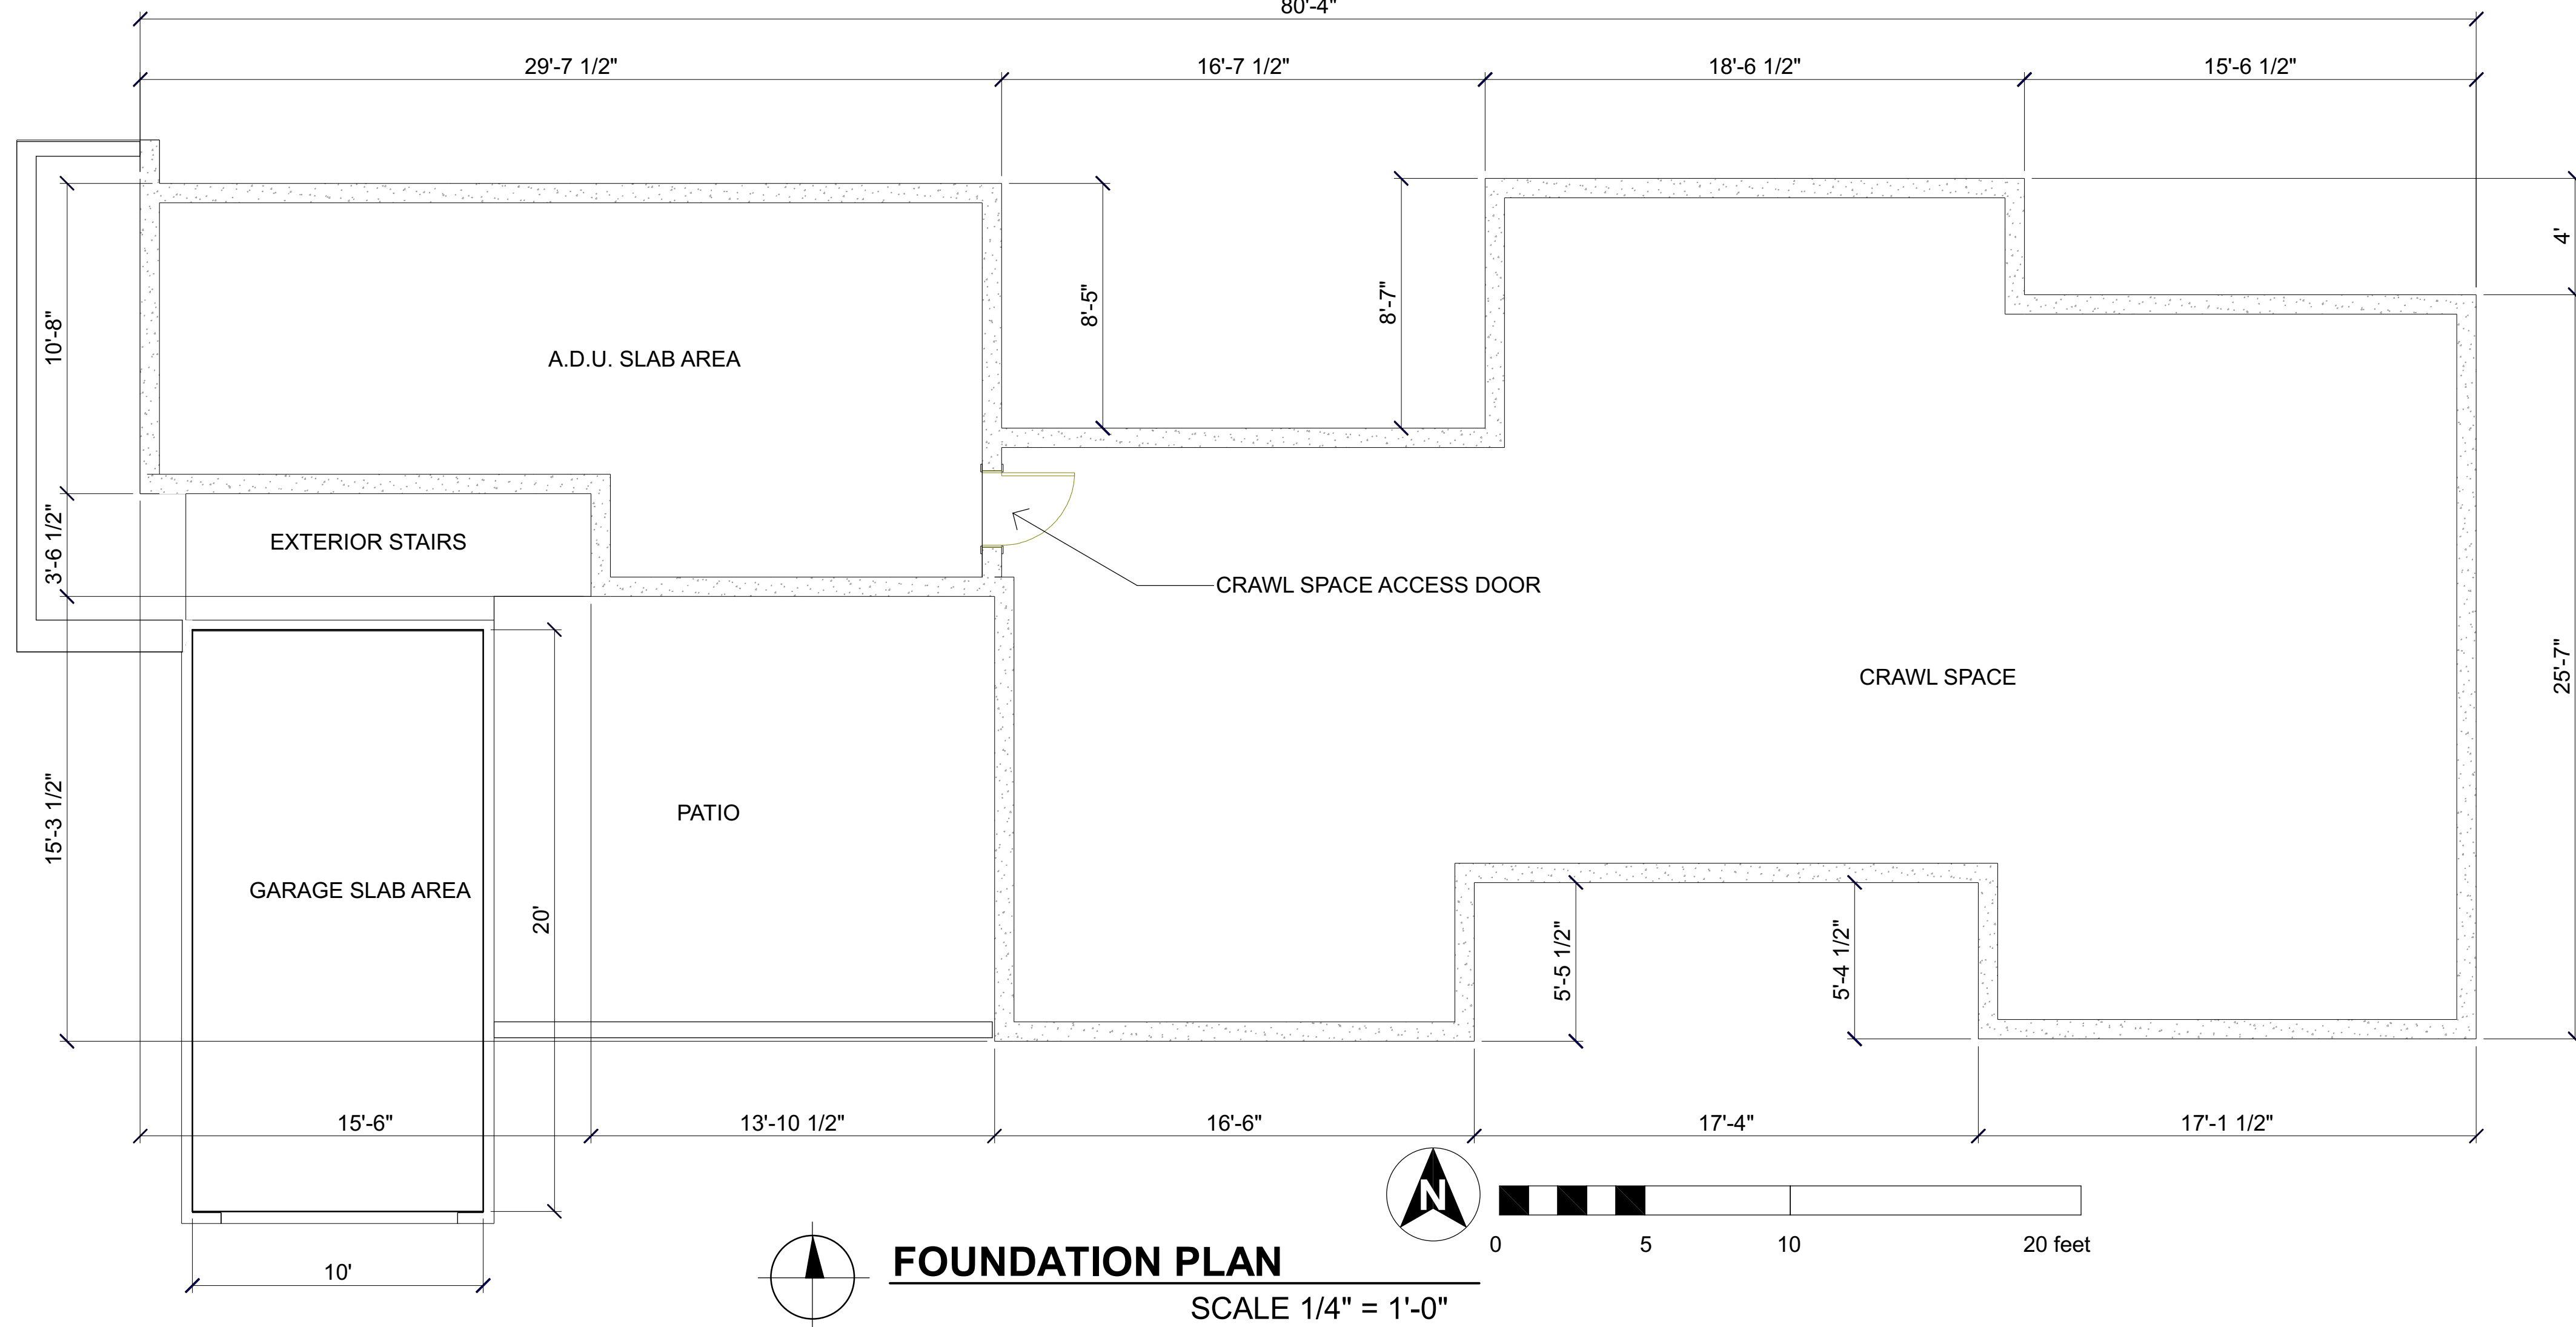 80'-4"
29'-7 1/2"
16'-7 1/2"
18'-6 1/2"
15'-6 1/2"
4'
8'-5"
8'-7"
10'-8"
A.D.U. SLAB AREA
3'-6 1/2"
EXTERIOR STAIRS
CRAWL SPACE ACCESS DOOR
CRAWL SPACE
25'-7"
PATIO
15'-3 1/2"
GARAGE SLAB AREA
20'
5'-5 1/2"
5'-4 1/2"
15'-6"
13'-10 1/2"
16'-6"
17'-4"
17'-1 1/2"
N
0 5 10 20 feet
10'
FOUNDATION PLAN
SCALE 1/4" = 1'-0"